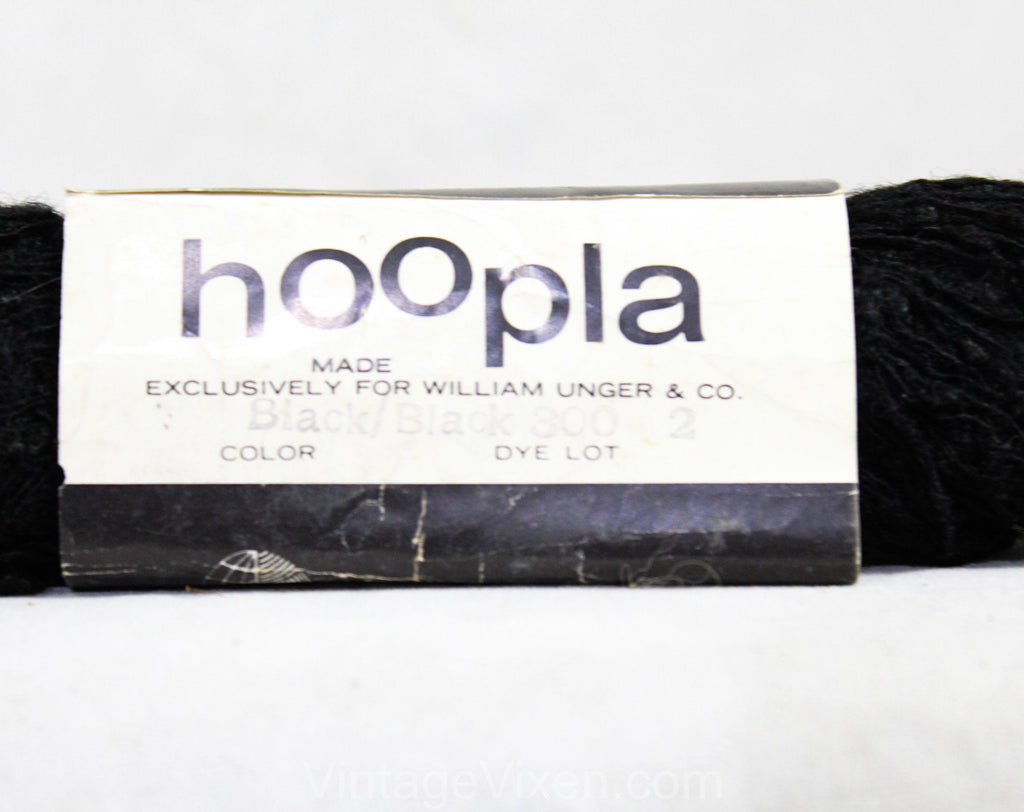 hoopla
MADE
EXCLUSIVELY FOR WILLIAM UNGER & CO.
Black/Black 300 2
COLOR DYE LOT
VintageVixen.com